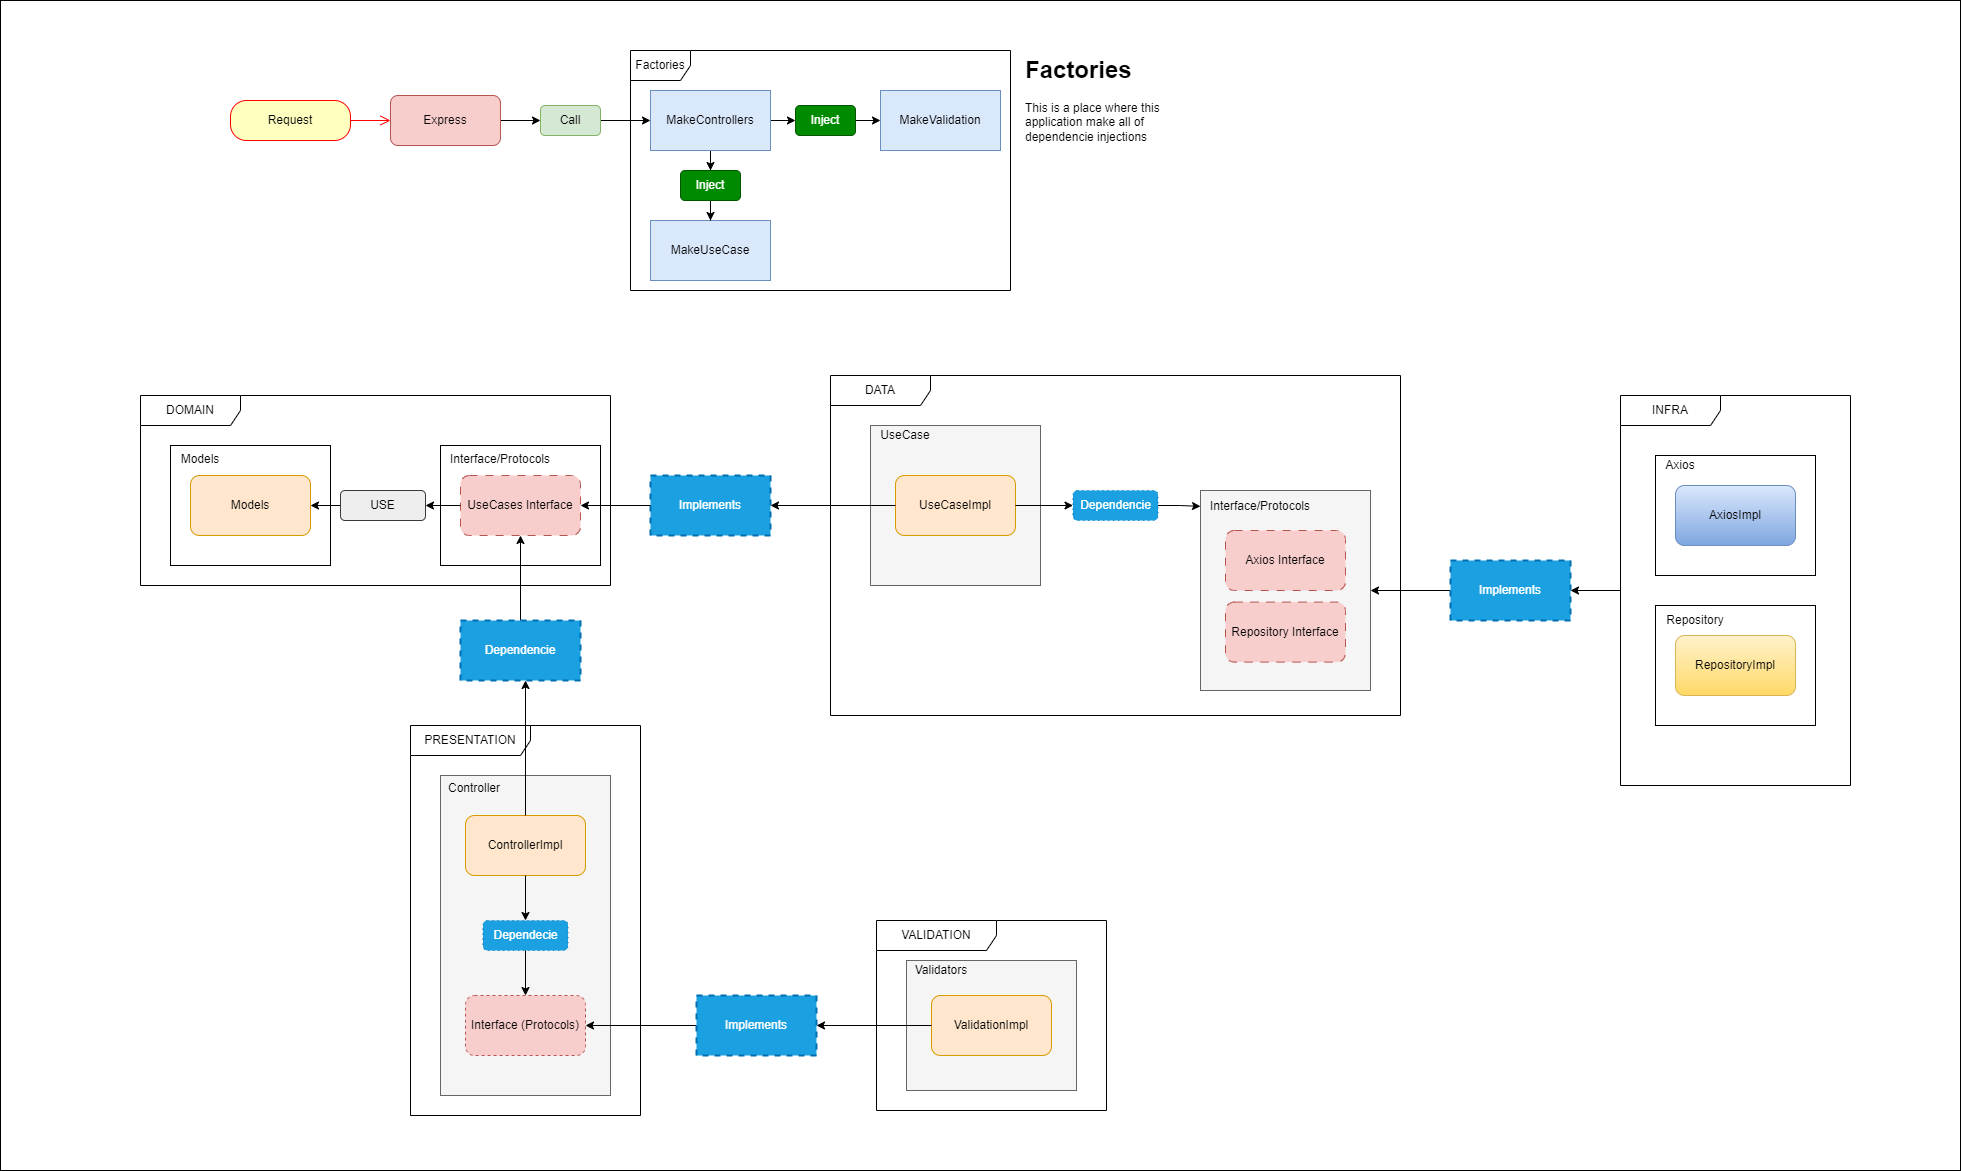 Factories
Factories
Request
Express
Call
MakeControllers
Inject
MakeValidation
This is a place where this
application make all of
dependencie injections
Inject
MakeUseCase
DOMAIN
Models
Models
USE
Interface/Protocols
UseCases Interface
Implements
DATA
UseCase
UseCaseImpl
Dependencie
Interface/Protocols
Axios Interface
Repository Interface
Implements
INFRA
Axios
AxiosImpl
Repository
RepositoryImpl
Dependencie
PRESENTATION
Controller
ControllerImpl
Dependecie
Interface (Protocols)
Implements
VALIDATION
Validators
ValidationImpl